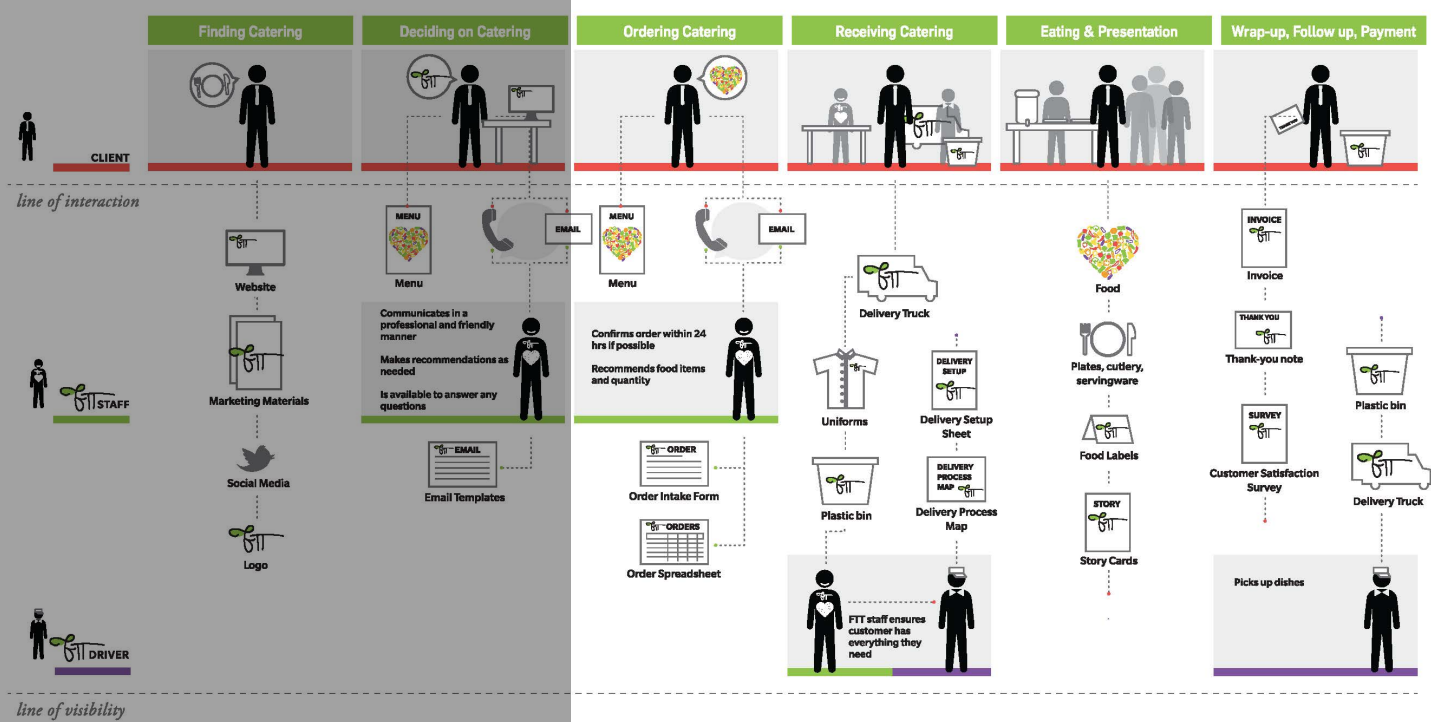 Finding Catering
Deciding on Catering
Ordering Catering
Receiving Catering
Eating & Presentation
Wrap-up, Follow up, Payment
CLIENT
line of interaction
Website
Marketing Materials
Social Media
Logo
MENU
Menu
EMAIL
Communicates in a
professional and friendly
manner
Makes recommendations as
needed
Is available to answer any
questions
EMAIL
Email Templates
MENU
Menu
EMAIL
Confirms order within 24
hrs if possible
Recommends food items
and quantity
ORDER
Order Intake Form
ORDERS
Order Spreadsheet
Delivery Truck
Uniforms
Plastic bin
DELIVERY
SETUP
Delivery Setup
Sheet
DELIVERY
PROCESS
MAP
Delivery Process
Map
FTT staff ensures
customer has
everything they
need
Food
Plates, cutlery,
servingware
Food Labels
STORY
Story Cards
INVOICE
Invoice
THANK YOU
Thank-you note
SURVEY
Customer Satisfaction
Survey
Plastic bin
Delivery Truck
Picks up dishes
STAFF
DRIVER
line of visibility